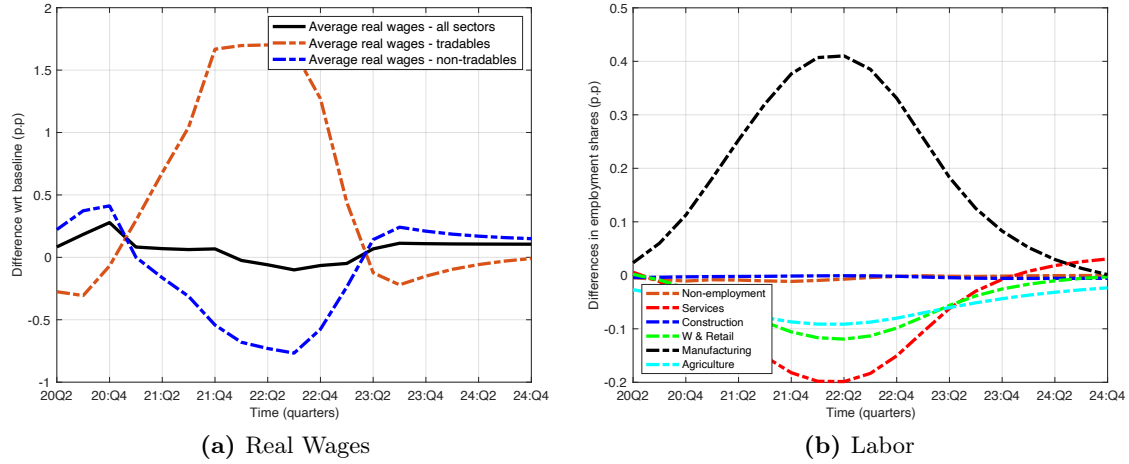 2
1.5
1
0.5
0
-0.5
-1
Difference wrt baseline (p.p)
Average real wages - all sectors
Average real wages - tradables
Average real wages - non-tradables
20:Q2 20:Q4 21:Q2 21:Q4 22:Q2 22:Q4 23:Q2 23:Q4 24:Q2 24:Q4
Time (quarters)
(a) Real Wages
0.5
0.4
0.3
0.2
0.1
0
-0.1
-0.2
Differences in employment shares (p.p)
Non-employment
Services
Construction
W & Retail
Manufacturing
Agriculture
20:Q2 20:Q4 21:Q2 21:Q4 22:Q2 22:Q4 23:Q2 23:Q4 24:Q2 24:Q4
Time (quarters)
(b) Labor